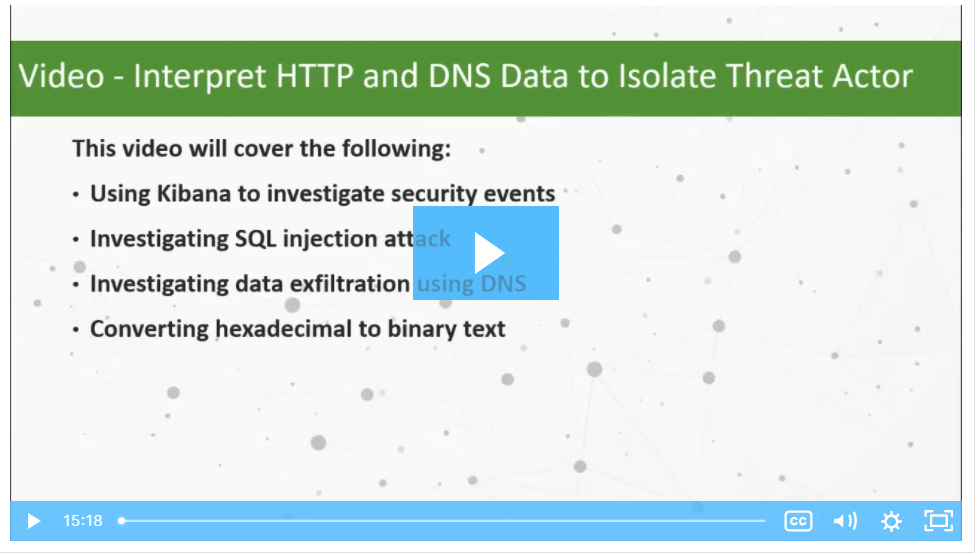 Video - Interpret HTTP and DNS Data to Isolate Threat Actor
This video will cover the following:
• Using Kibana to investigate security events
• Investigating SQL injection attack
• Investigating data exfiltration using DNS
• Converting hexadecimal to binary text
15:18
CC